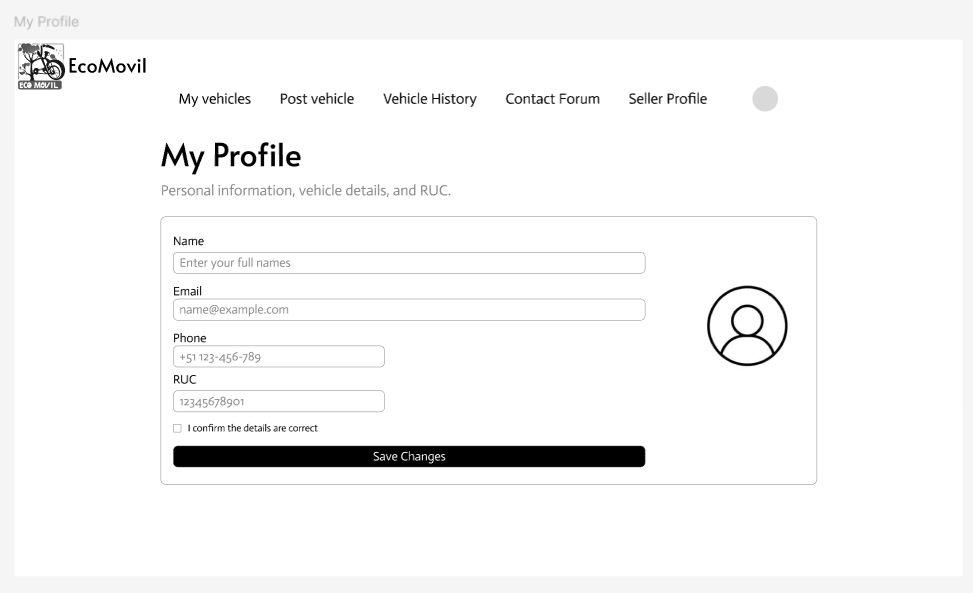 My Profile
ECO MOVIL
EcoMovil
My vehicles Post vehicle Vehicle History Contact Forum Seller Profile
My Profile
Personal information, vehicle details, and RUC.
Name
Enter your full names
Email
name@example.com
Phone
+51 123-456-789
RUC
12345678901
I confirm the details are correct
Save Changes